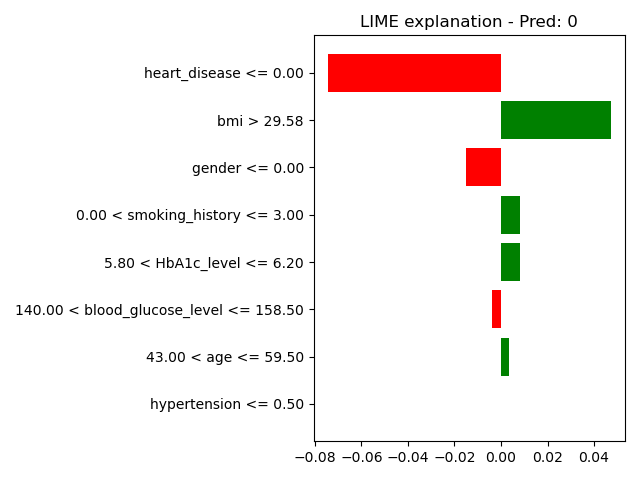 LIME explanation - Pred: 0
heart_disease <= 0.00
bmi > 29.58
gender <= 0.00
0.00 < smoking_history <= 3.00
5.80 < HbA1c_level <= 6.20
140.00 < blood_glucose_level <= 158.50
43.00 < age <= 59.50
hypertension <= 0.50
−0.08 −0.06 −0.04 −0.02 0.00 0.02 0.04